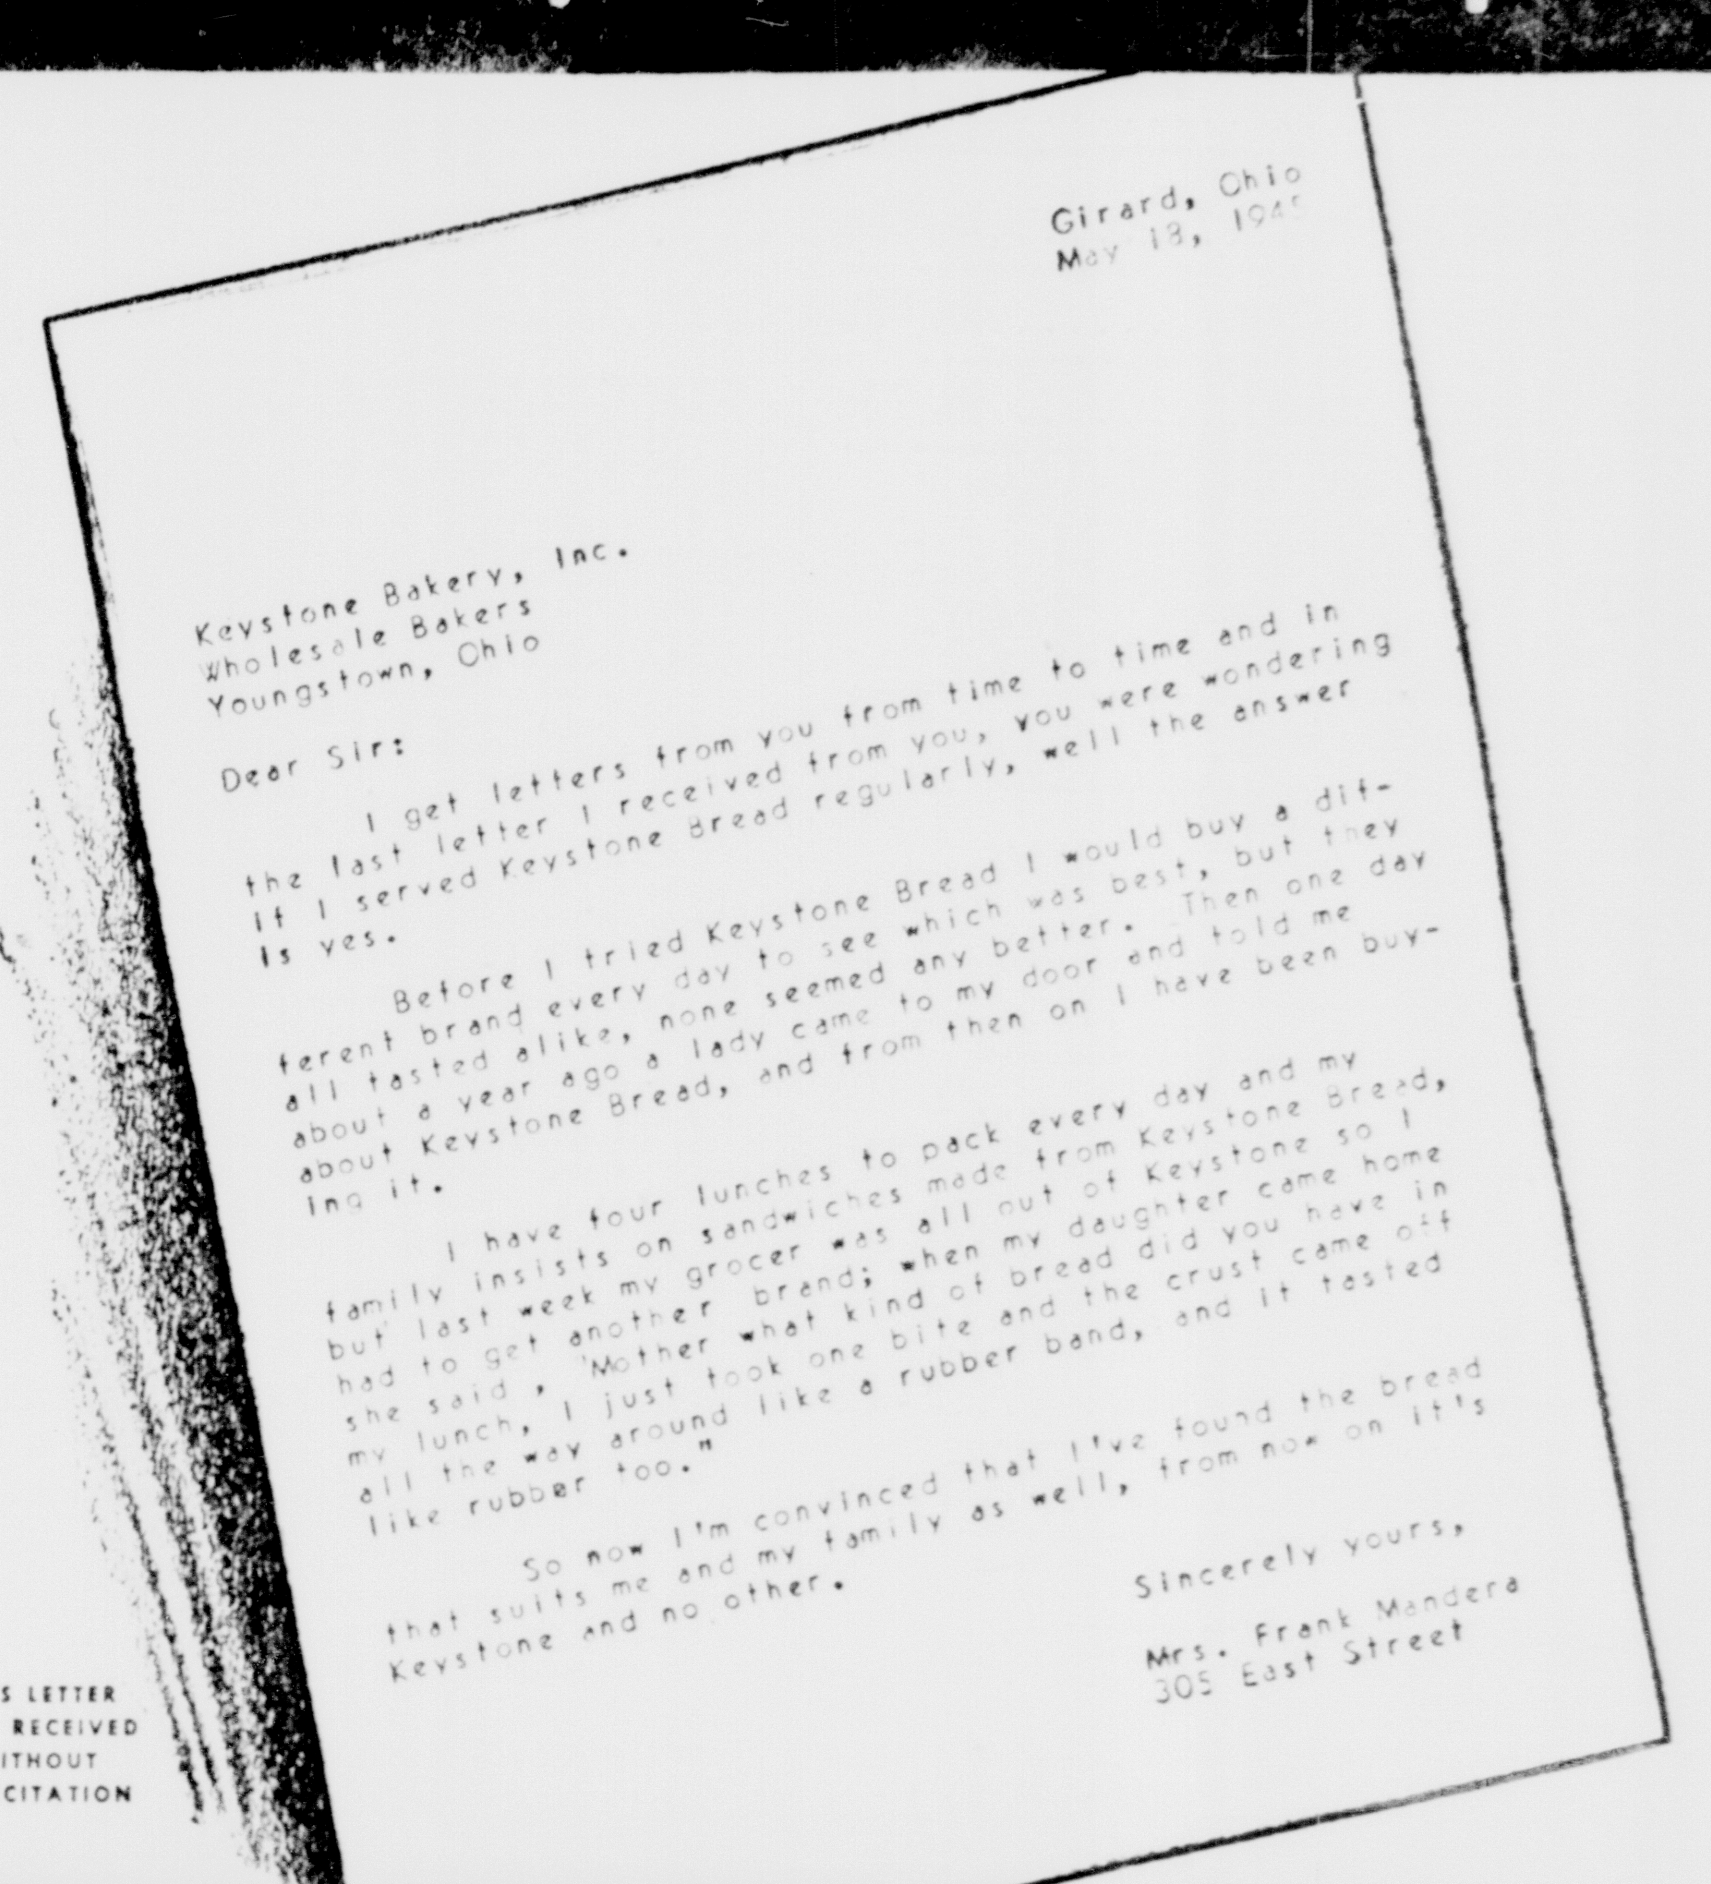 Girard, Ohio
May 18, 1945
Keystone Bakery, Inc.
Wholesale Bakers
Youngstown, Ohio
Dear Sir:
I get letters from you from time to time and in
the last letter I received from you, you were wondering
if I served Keystone Bread regularly, well the answer
is yes.
Before I tried Keystone Bread I would buy a dif-
ferent brand every day to see which was best, but they
all tasted alike, none seemed any better. Then one day
about a year ago a lady came to my door and told me
about Keystone Bread, and from then on I have been buy-
ing it.
I have four lunches to pack every day and my
family insists on sandwiches made from Keystone Bread,
but last week my grocer was all out of Keystone so I
had to get another brand; when my daughter came home
she said, 'Mother what kind of bread did you have in
my lunch, I just took one bite and the crust came off
all the way around like a rubber band, and it tasted
like rubber too."
So now I'm convinced that I've found the bread
that suits me and my family as well, from now on it's
Keystone and no other.
Sincerely yours,
Mrs. Frank Mandera
305 East Street
S LETTER
RECEIVED
ITHOUT
CITATION